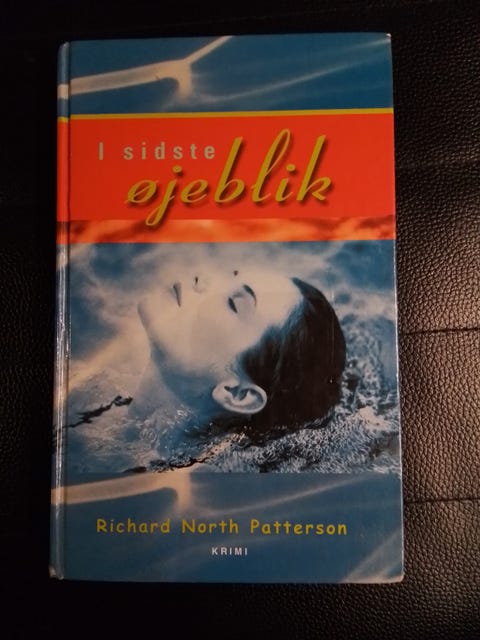 I sidste
øjeblik
Richard North Patterson
KRIMI